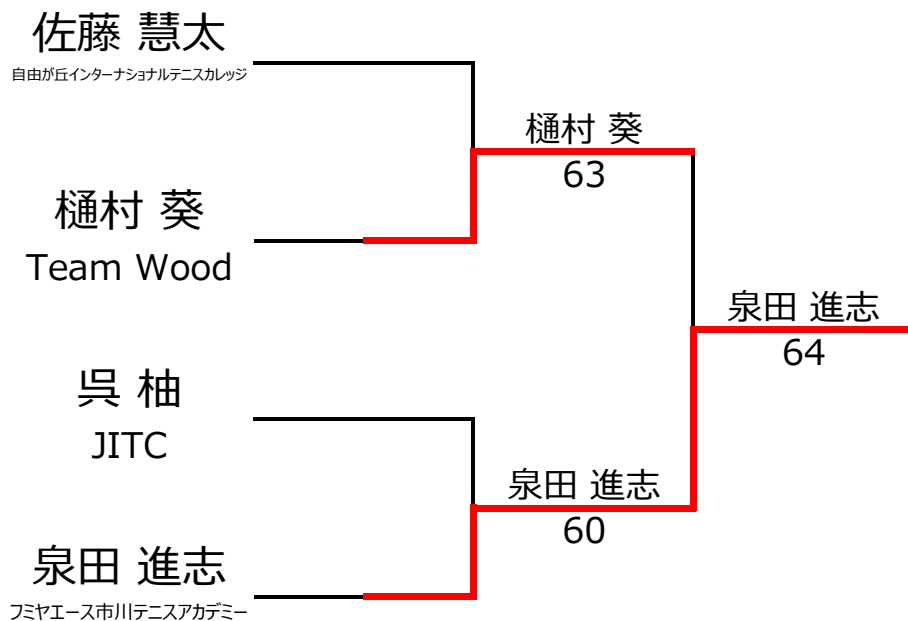 佐藤 慧太
自由が丘インターナショナルテニスカレッジ
樋村 葵
63
樋村 葵
Team Wood
泉田 進志
64
呉 柚
JITC
泉田 進志
60
泉田 進志
フミヤエース市川テニスアカデミー